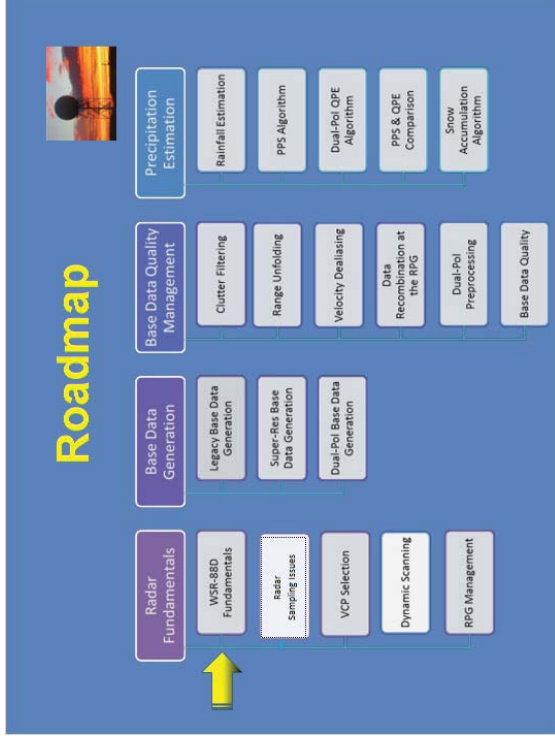 Roadmap
Radar
Fundamentals
WSR-88D
Fundamentals
Radar
Sampling Issues
VCP Selection
Dynamic Scanning
RPG Management
Base Data
Generation
Legacy Base Data
Generation
Super-Res Base
Data Generation
Dual-Pol Base Data
Generation
Base Data Quality
Management
Clutter Filtering
Range Unfolding
Velocity Dealiasing
Data
Recombination at
the RPG
Dual-Pol
Preprocessing
Base Data Quality
Precipitation
Estimation
Rainfall Estimation
PPS Algorithm
Dual-Pol QPE
Algorithm
PPS & QPE
Comparison
Snow
Accumulation
Algorithm